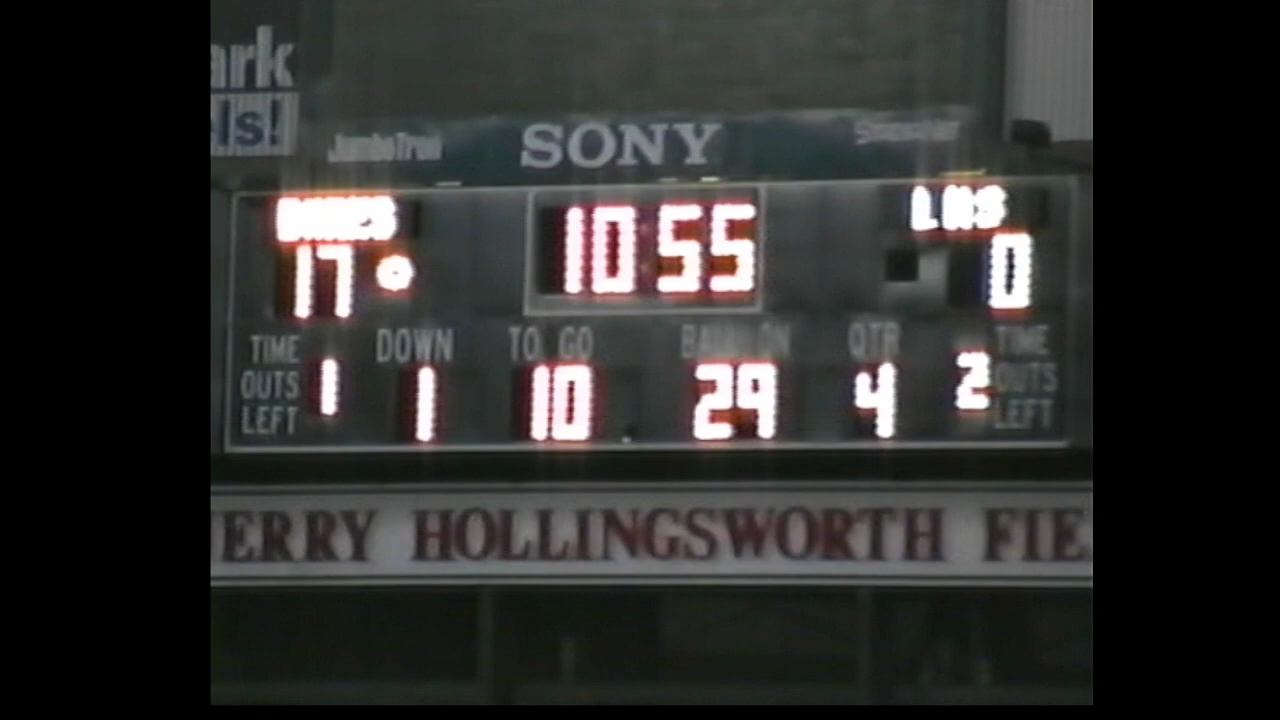 ark
ls!
JumboTron SONY
LHS
10 55
17 0
TIME OUTS LEFT 1
DOWN 1
TO GO 10
BALL ON 29
QTR 4
2 TIME OUTS LEFT
ERRY HOLLINGSWORTH FIE